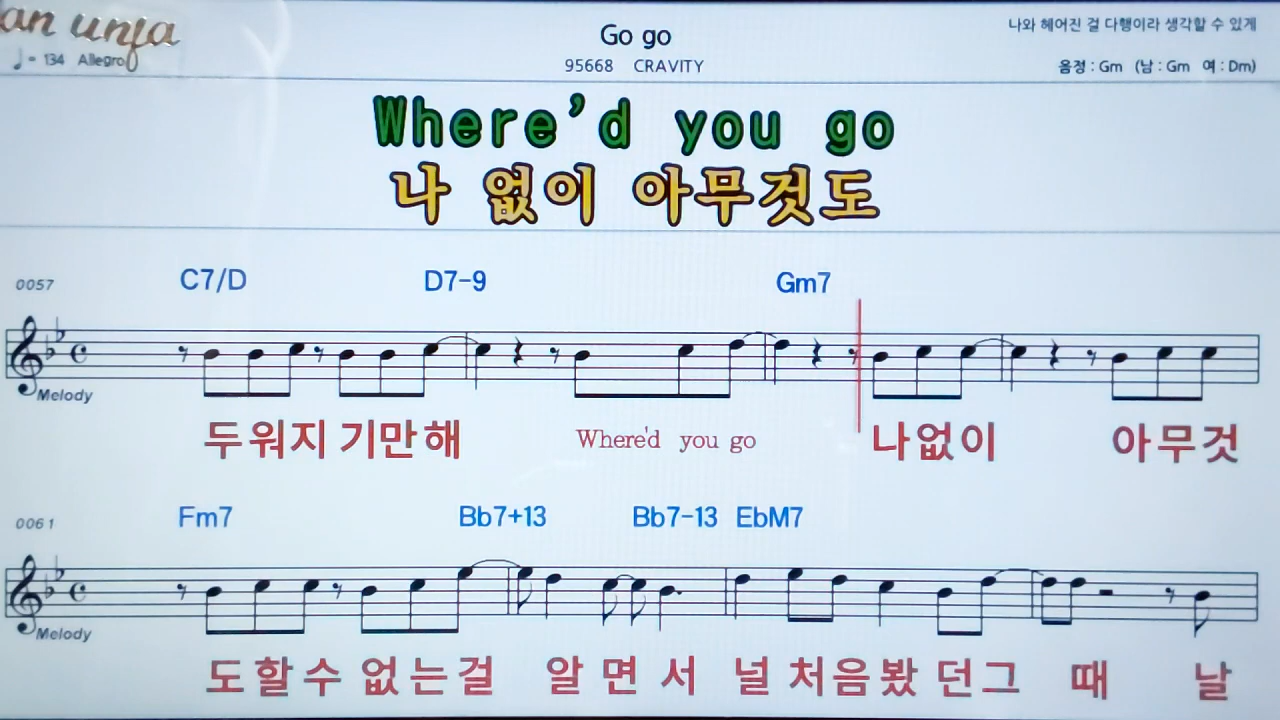 an unja
Go go
나와 헤어진 걸 다행이라 생각할 수 있게
♩= 134 Allegro
95668 CRAVITY
음정 : Gm (남 : Gm 여 : Dm)
Where'd you go
나 없이 아무것도
0057 C7/D D7-9 Gm7
Melody
두워지 기만해 Where'd you go 나없이 아무것
0061 Fm7 Bb7+13 Bb7-13 EbM7
Melody
도할수 없는걸 알 면 서 널 처음봤 던그 때 날